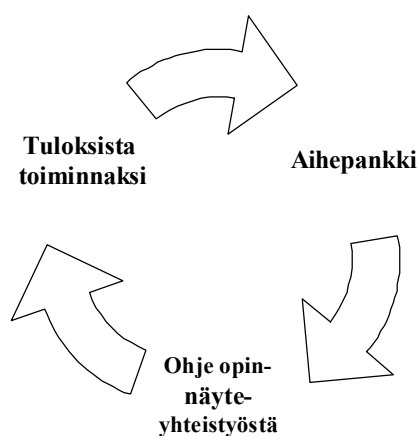 Tuloksista
toiminnaksi
Aihepankki
Ohje opin-
näyte-
yhteistyöstä